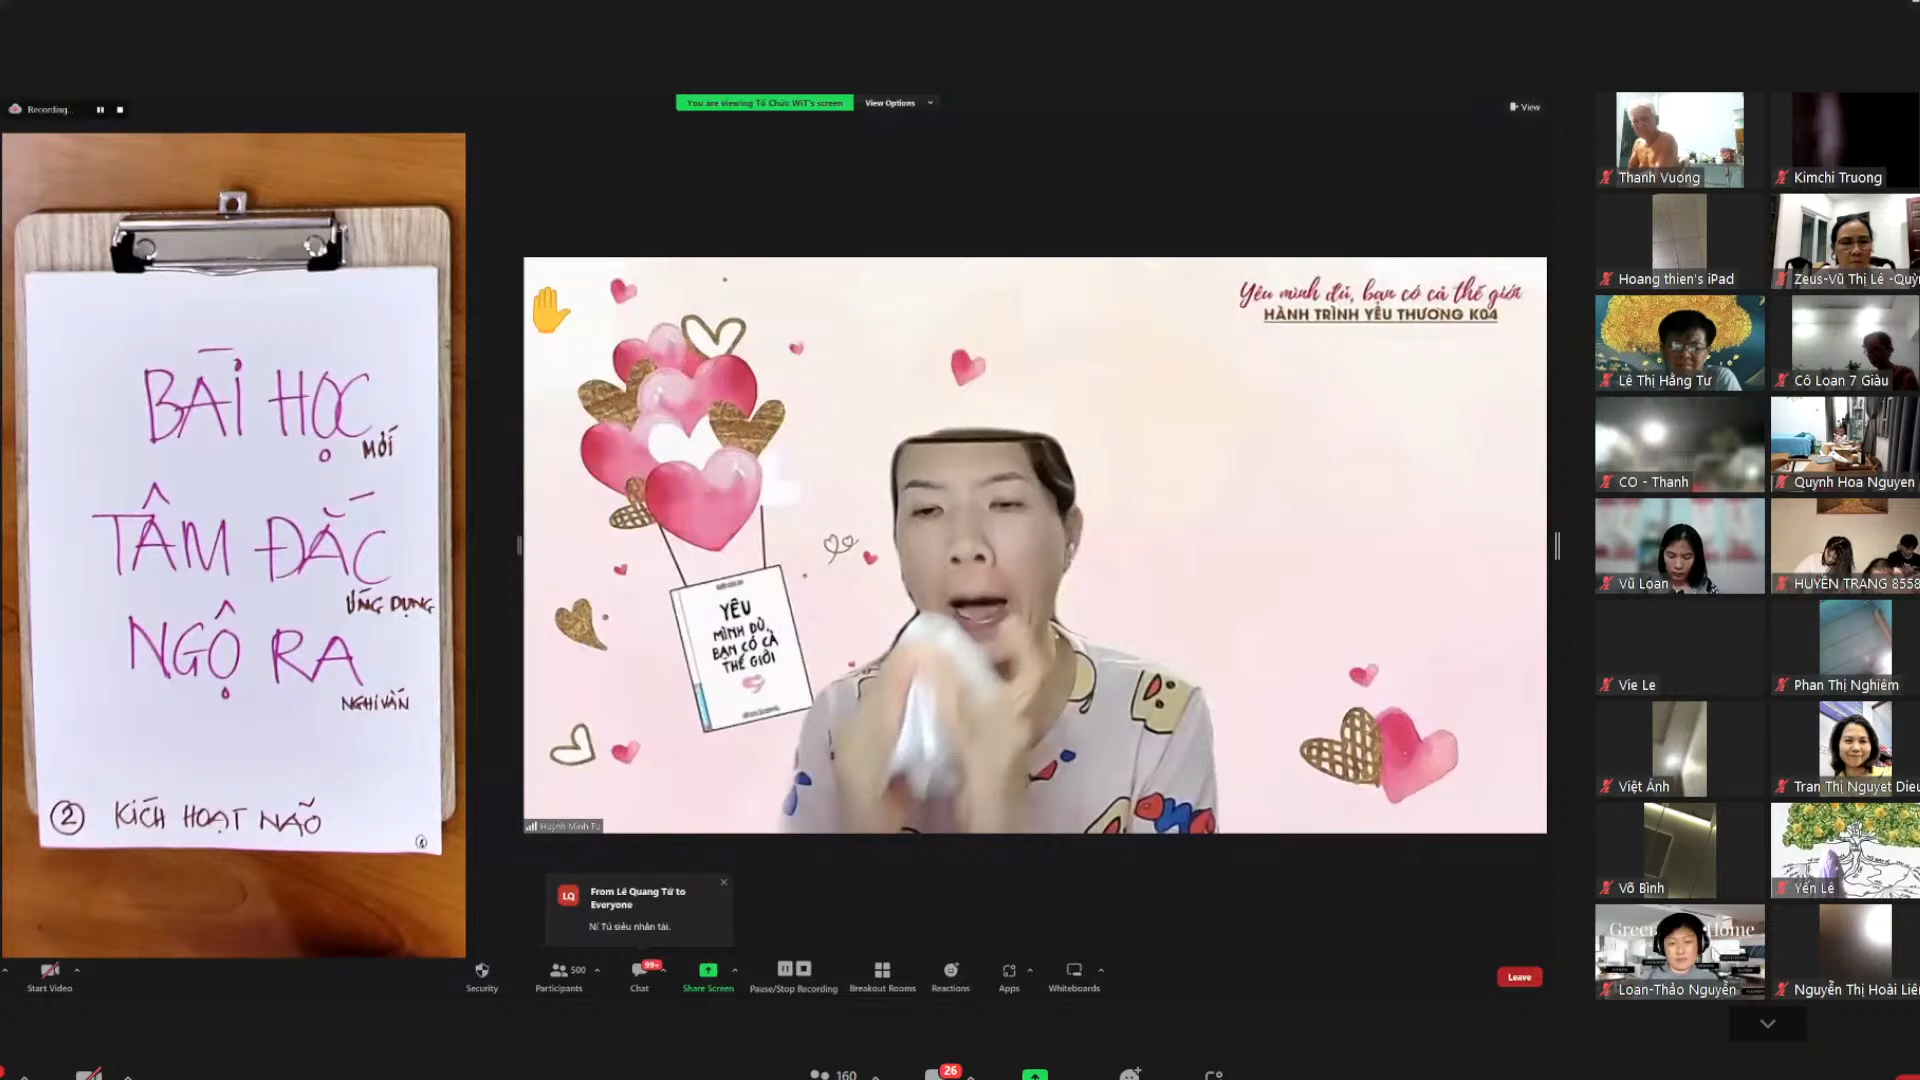 Recording...
You are viewing Tổ Chức WiT's screen
View Options
View
BÀI HỌC
MỚI
TÂM ĐẮC
ỨNG DỤNG
NGỘ RA
NGHI VẤN
② KÍCH HOẠT NÃO
Yêu mình đủ, bạn có cả thế giới
HÀNH TRÌNH YÊU THƯƠNG K04
YÊU
MÌNH ĐỦ,
BẠN CÓ CẢ
THẾ GIỚI
Huỳnh Minh Tú
LQ
From Lê Quang Tứ to
Everyone
Ní Tú siêu nhân tài.
Start Video
Security
500
Participants
99+
Chat
Share Screen
Pause/Stop Recording
Breakout Rooms
Reactions
Apps
Whiteboards
Leave
Thanh Vuong
Kimchi Truong
Hoang thien's iPad
Zeus-Vũ Thị Lê -Quỳn
Lê Thị Hằng Tư
Cô Loan 7 Giàu
CO - Thanh
Quynh Hoa Nguyen
Vũ Loan
HUYỀN TRANG 8558
Vie Le
Phan Thị Nghiêm
Việt Ánh
Tran Thi Nguyet Dieu
Võ Bình
Yến Lê
Green Home
Loan-Thảo Nguyễn
Nguyễn Thị Hoài Liên
160
26